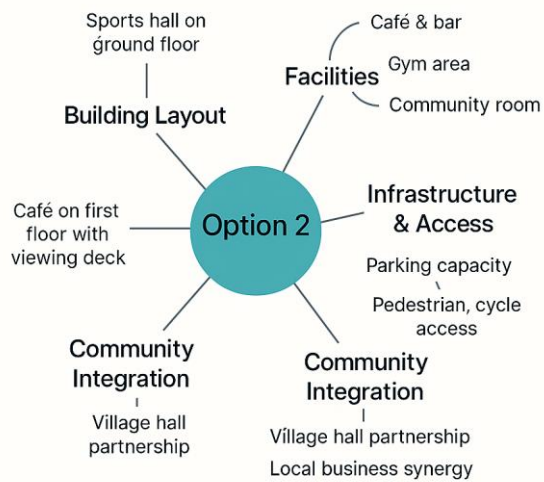 Sports hall on
ground floor
Building Layout
Café & bar
Facilities
Gym area
Community room
Option 2
Café on first
floor with
viewing deck
Infrastructure
& Access
Parking capacity
Pedestrian, cycle
access
Community
Integration
Village hall
partnership
Community
Integration
Village hall partnership
Local business synergy